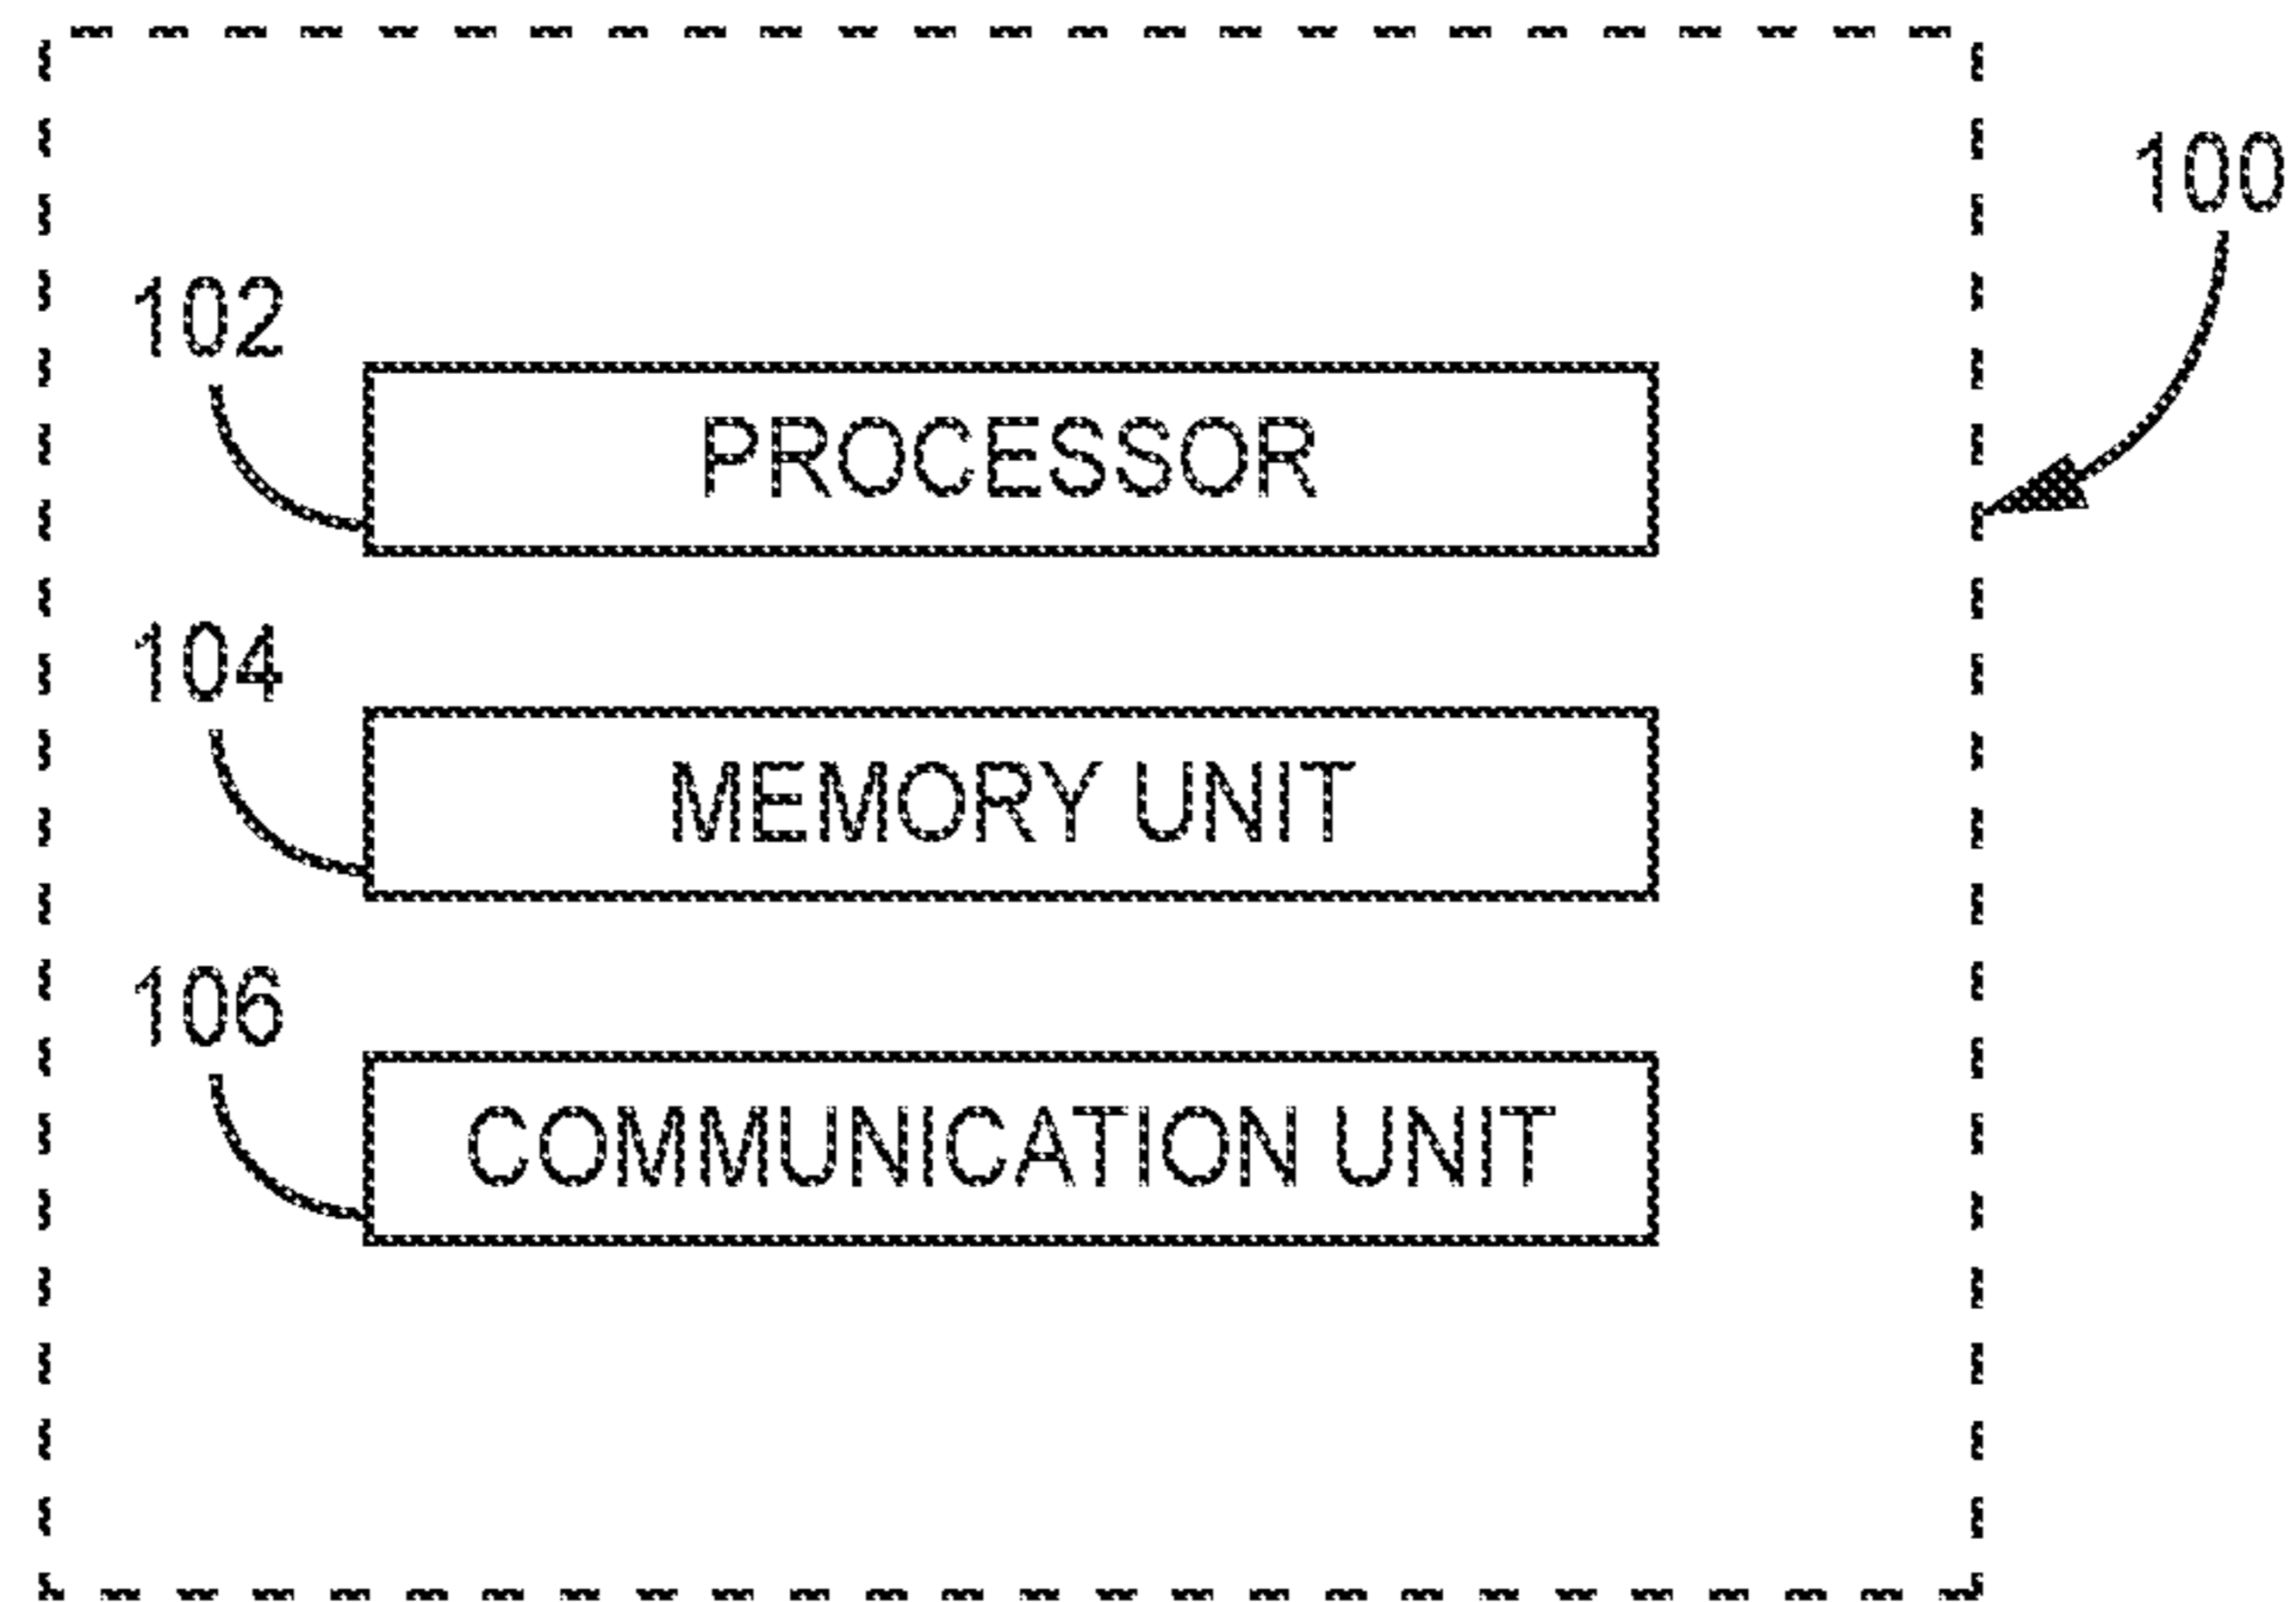 100
102
PROCESSOR
104
MEMORY UNIT
106
COMMUNICATION UNIT